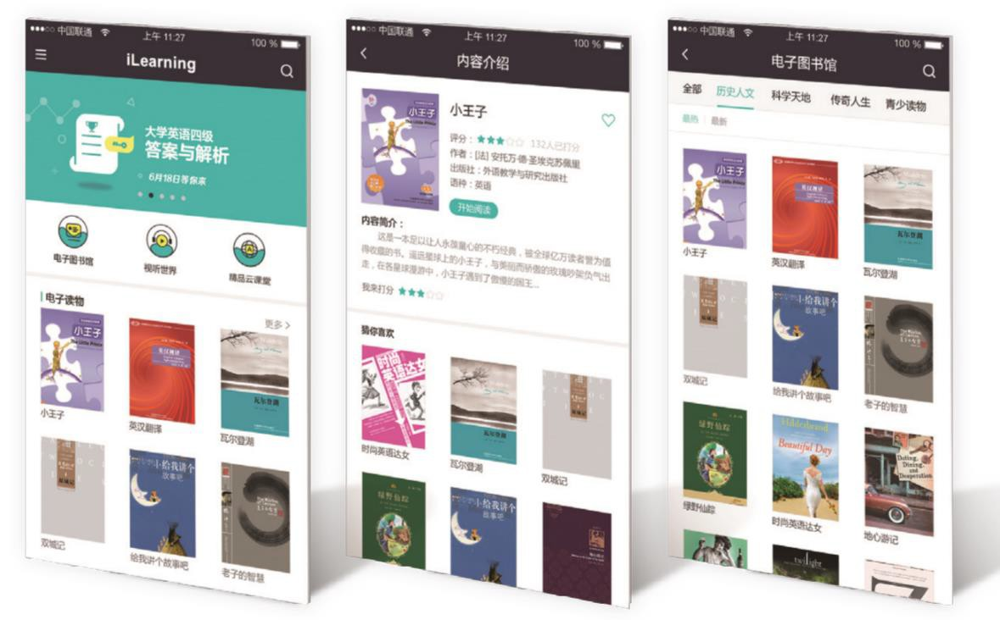 中国联通
上午 11:27
100 %
iLearning
大学英语四级
答案与解析
6月18日等你来
电子图书馆
视听世界
精品云课堂
电子读物
更多
小王子
The Little Prince
英汉翻译
瓦尔登湖
小王子
英汉翻译
瓦尔登湖
双城记
给我讲个
故事吧
双城记
给我讲个故事吧
老子的智慧
中国联通
上午 11:27
100 %
内容介绍
小王子
The Little Prince
小王子
评分：
132人已打分
作者：[法] 安托万·德·圣埃克苏佩里
出版社：外语教学与研究出版社
语种：英语
开始阅读
内容简介：
这是一本足以让人永葆童心的不朽经典，被全球亿万读者誉为值
得收藏的书。遥远星球上的小王子，与美丽而骄傲的玫瑰吵架负气出
走，在各星球漫游中，小王子遇到了傲慢的国王...
我来打分
猜你喜欢
时尚
英语达女
瓦尔登湖
时尚英语达女
瓦尔登湖
双城记
绿野仙踪
给我讲个
故事吧
中国联通
上午 11:27
100 %
电子图书馆
全部
历史人文
科学天地
传奇人生
青少读物
最热
最新
小王子
The Little Prince
瓦尔登湖
小王子
英汉翻译
瓦尔登湖
双城记
给我讲个
故事吧
双城记
给我讲个故事吧
老子的智慧
绿野仙踪
Hilderbrand
Beautiful Day
Dating,
Dining,
and
Desperation
绿野仙踪
时尚英语达女
地心游记
twilight